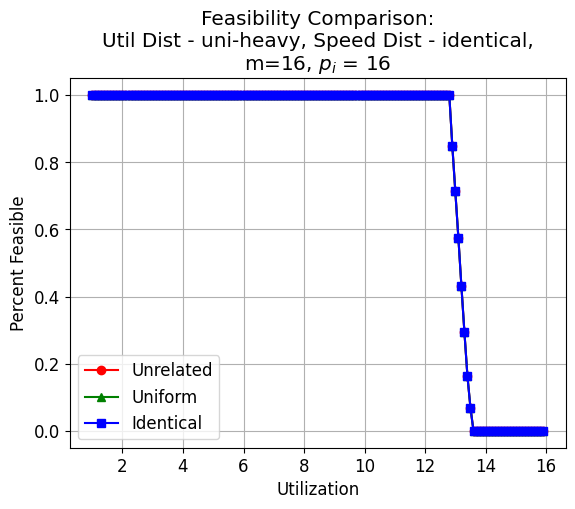 Feasibility Comparison:
Util Dist - uni-heavy, Speed Dist - identical,
m=16, $p_i$ = 16
Percent Feasible
1.0
0.8
0.6
0.4
0.2
0.0
Unrelated
Uniform
Identical
2 4 6 8 10 12 14 16
Utilization